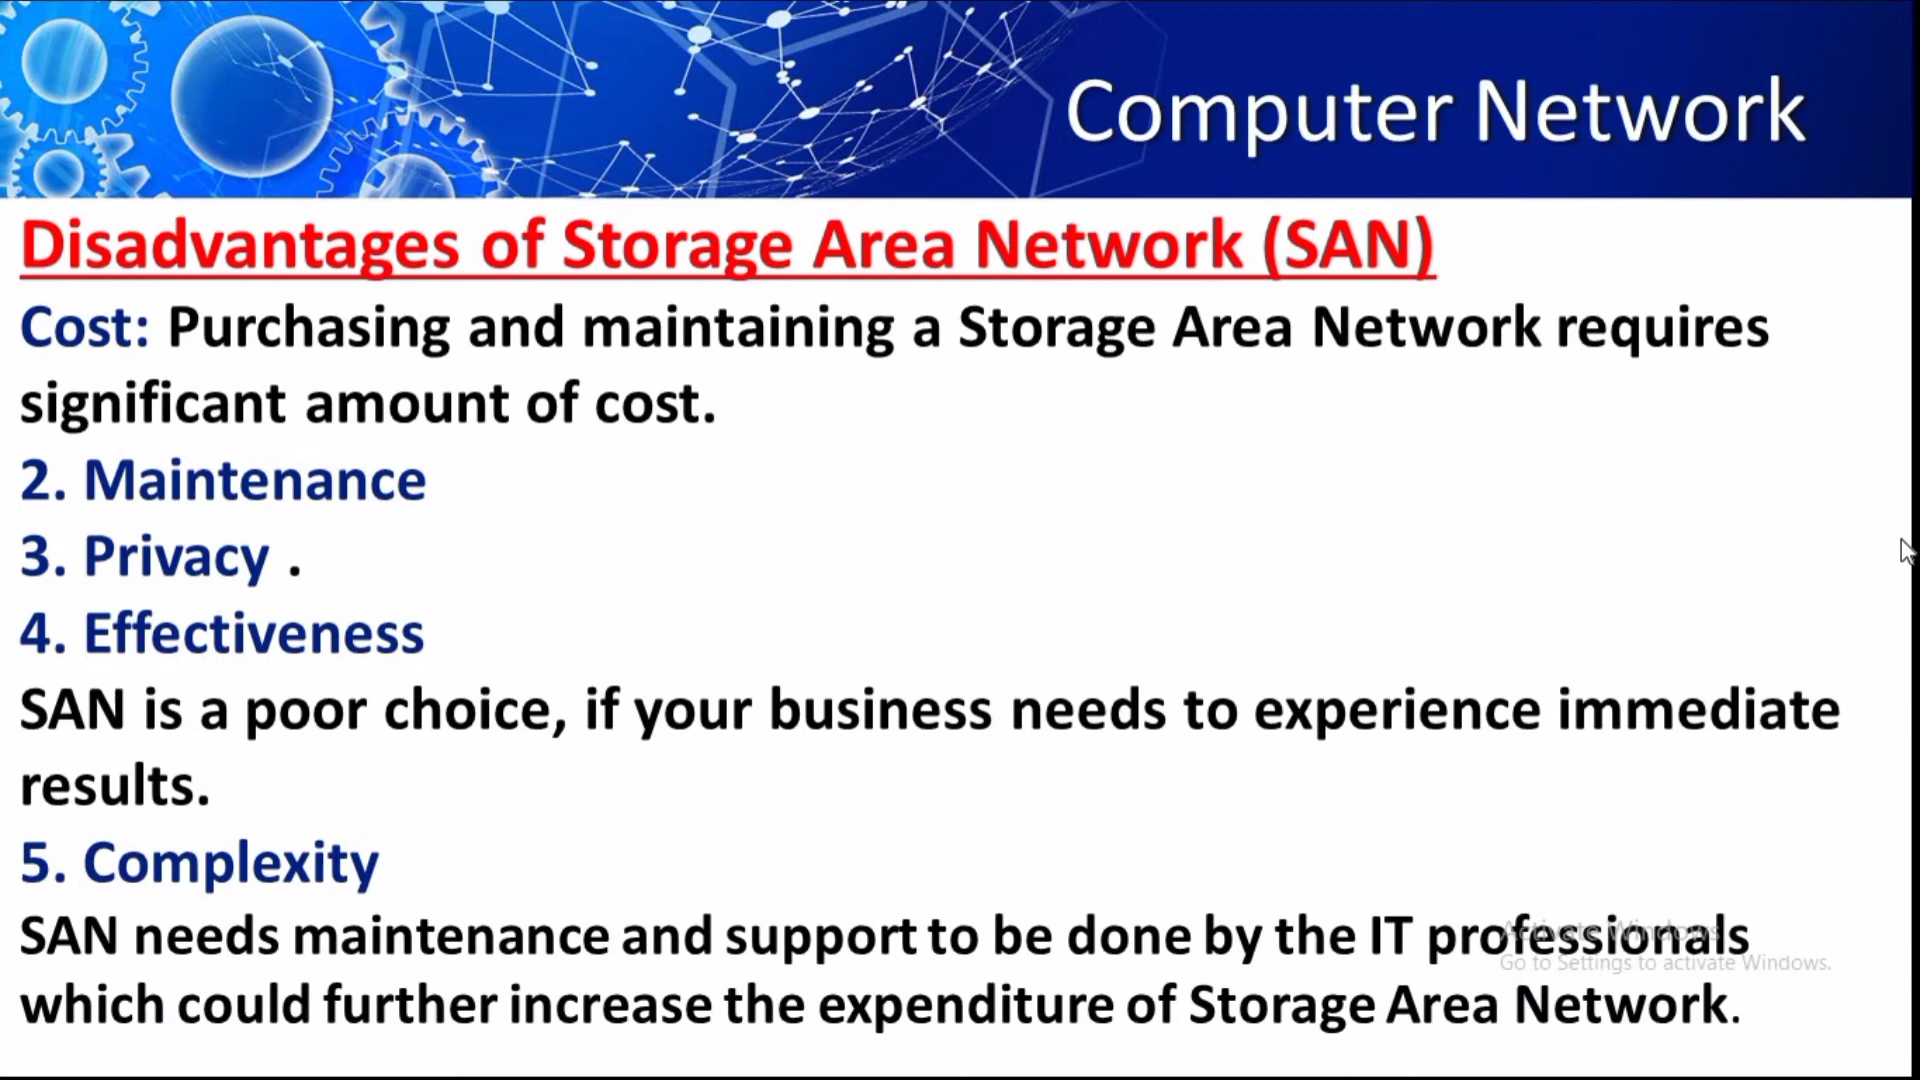 Computer Network
Disadvantages of Storage Area Network (SAN)
Cost: Purchasing and maintaining a Storage Area Network requires
significant amount of cost.
2. Maintenance
3. Privacy .
4. Effectiveness
SAN is a poor choice, if your business needs to experience immediate
results.
5. Complexity
SAN needs maintenance and support to be done by the IT professionals
which could further increase the expenditure of Storage Area Network.
Activate Windows
Go to Settings to activate Windows.